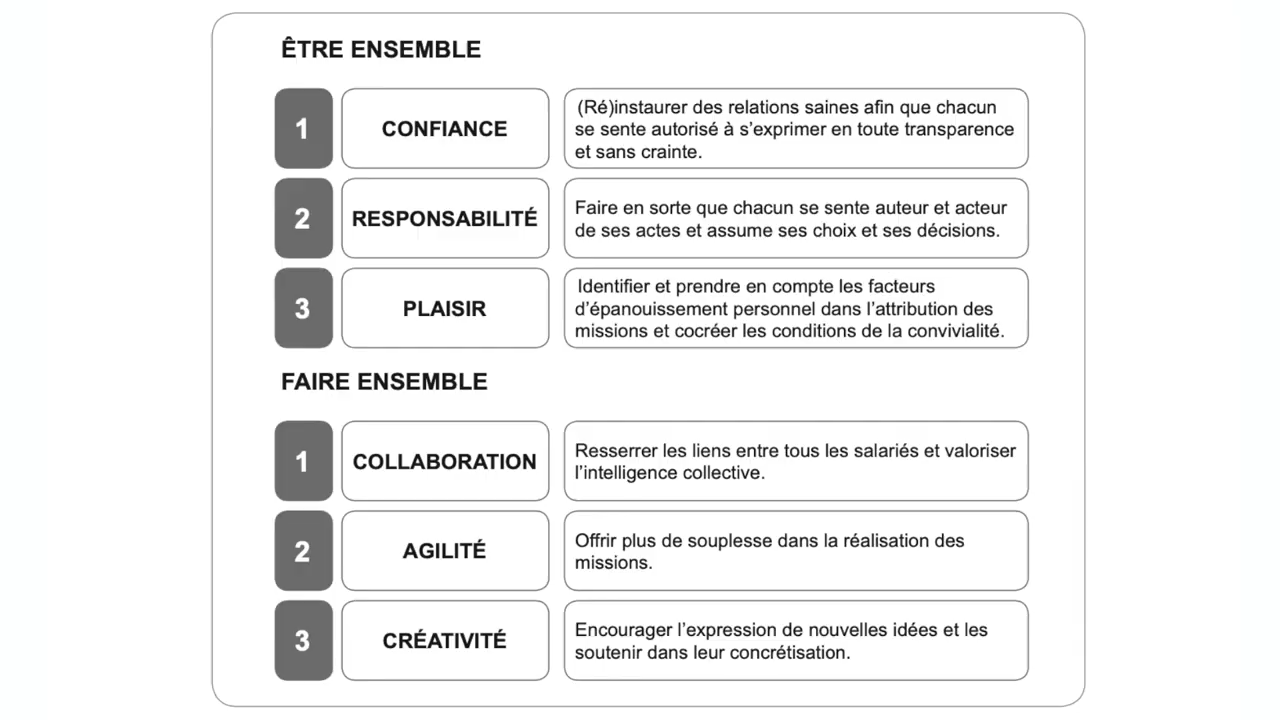 ÊTRE ENSEMBLE
1
CONFIANCE
(Ré)instaurer des relations saines afin que chacun
se sente autorisé à s’exprimer en toute transparence
et sans crainte.
2
RESPONSABILITÉ
Faire en sorte que chacun se sente auteur et acteur
de ses actes et assume ses choix et ses décisions.
3
PLAISIR
Identifier et prendre en compte les facteurs
d’épanouissement personnel dans l’attribution des
missions et cocréer les conditions de la convivialité.
FAIRE ENSEMBLE
1
COLLABORATION
Resserrer les liens entre tous les salariés et valoriser
l’intelligence collective.
2
AGILITÉ
Offrir plus de souplesse dans la réalisation des
missions.
3
CRÉATIVITÉ
Encourager l’expression de nouvelles idées et les
soutenir dans leur concrétisation.